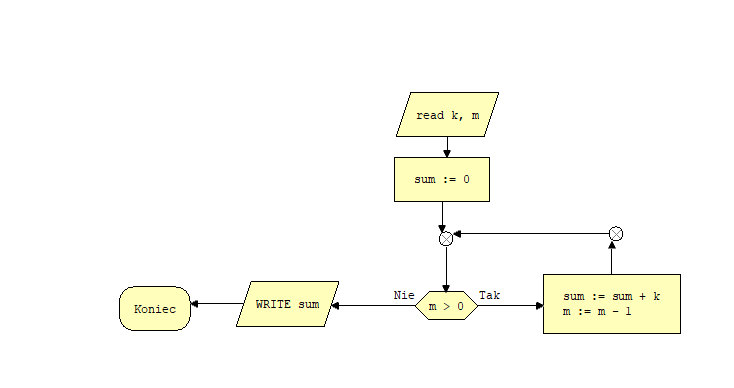 read k, m
sum := 0
Nie
Tak
m > 0
WRITE sum
Koniec
sum := sum + k
m := m - 1